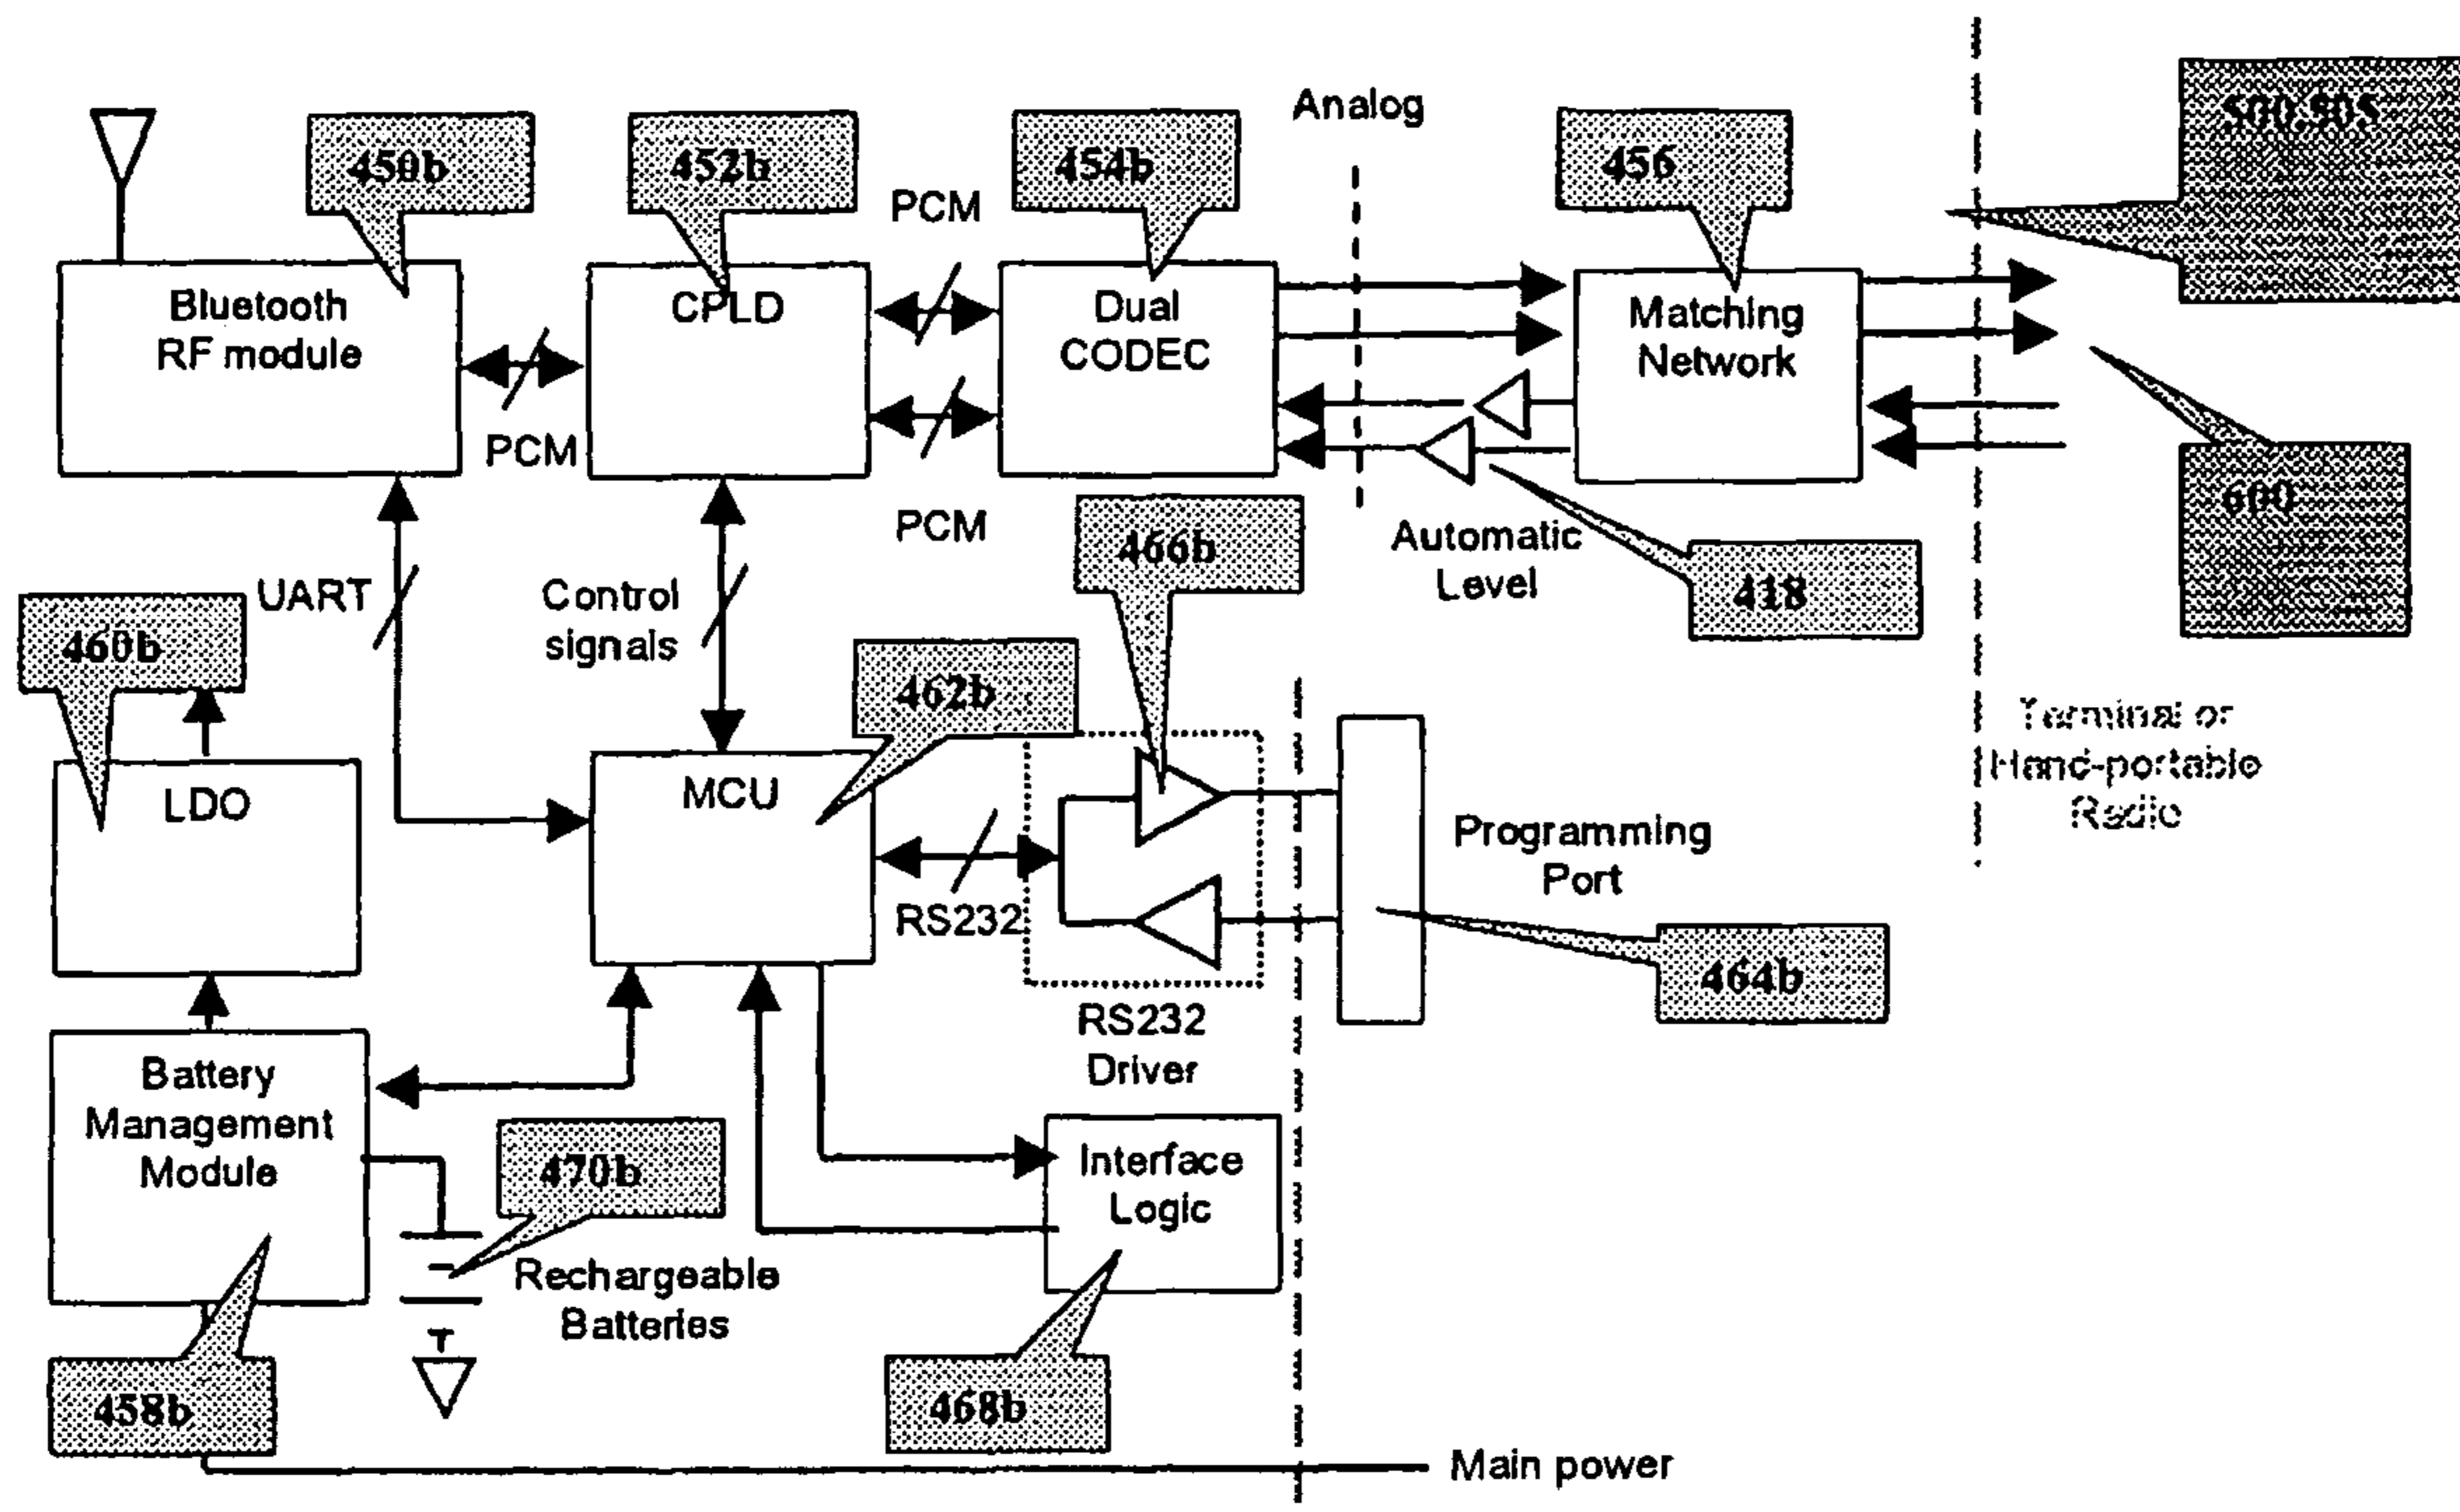 Analog
500,505
450b
452b
454b
456
PCM
Bluetooth
RF module
CPLD
Dual
CODEC
Matching
Network
PCM
PCM
Automatic
Level
418
600
466b
UART
Control
signals
460b
462b
Terminal or
Hand-portable
Radio
LDO
MCU
Programming
Port
RS232
464b
RS232
Driver
Battery
Management
Module
470b
Interface
Logic
Rechargeable
Batteries
458b
468b
Main power